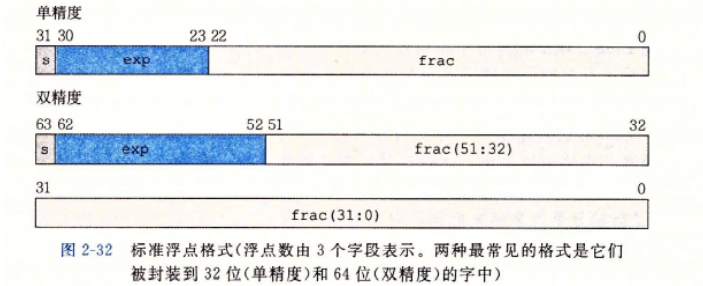 单精度
31 30 23 22 0
s exp frac
双精度
63 62 52 51 32
s exp frac(51:32)
31 0
frac(31:0)
图 2-32 标准浮点格式(浮点数由 3 个字段表示。两种最常见的格式是它们
被封装到 32 位(单精度)和 64 位(双精度)的字中)